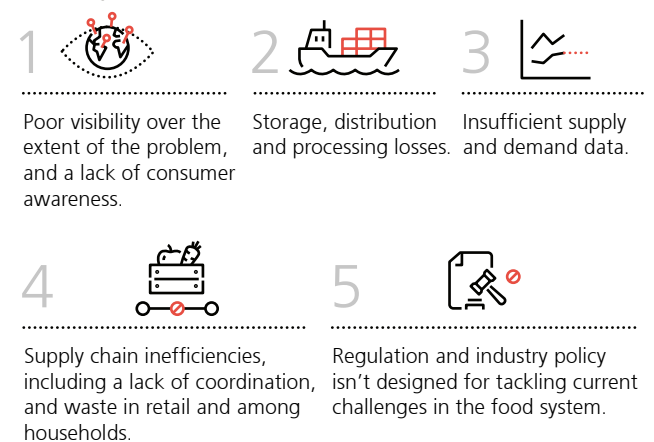 1
Poor visibility over the
extent of the problem,
and a lack of consumer
awareness.
2
Storage, distribution
and processing losses.
3
Insufficient supply
and demand data.
4
Supply chain inefficiencies,
including a lack of coordination,
and waste in retail and among
households.
5
Regulation and industry policy
isn’t designed for tackling current
challenges in the food system.